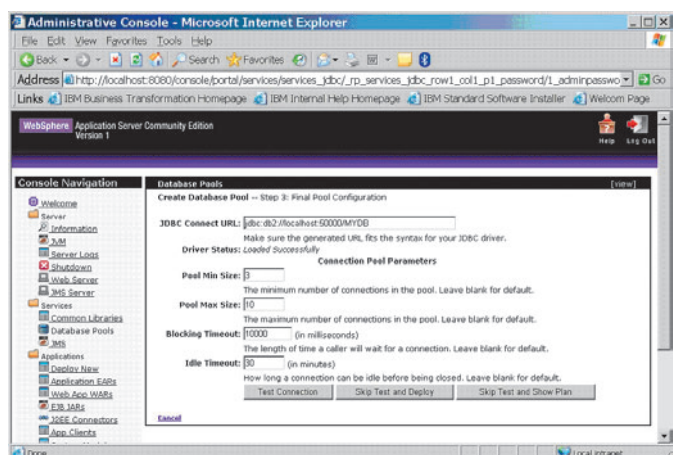 Administrative Console - Microsoft Internet Explorer
File Edit View Favorites Tools Help
Back Search Favorites
Address http://localhost:8080/console/portal/services/services_jdbc/_rp_services_jdbc_row1_col1_p1_password/1_adminpasswo Go
Links IBM Business Transformation Homepage IBM Internal Help Homepage IBM Standard Software Installer Welcom Page
WebSphere Application Server Community Edition
Version 1
Help Log Out
Console Navigation
Welcome
Server
Information
JVM
Server Logs
Shutdown
Web Server
JMS Server
Services
Common Libraries
Database Pools
JMS
Applications
Deploy New
Application EARs
Web App WARs
EJB JARs
J2EE Connectors
App Clients
Database Pools [view]
Create Database Pool -- Step 3: Final Pool Configuration
JDBC Connect URL: jdbc:db2://localhost:50000/MYDB
Make sure the generated URL fits the syntax for your JDBC driver.
Driver Status: Loaded Successfully
Connection Pool Parameters
Pool Min Size: 3
The minimum number of connections in the pool. Leave blank for default.
Pool Max Size: 10
The maximum number of connections in the pool. Leave blank for default.
Blocking Timeout: 10000 (in milliseconds)
The length of time a caller will wait for a connection. Leave blank for default.
Idle Timeout: 30 (in minutes)
How long a connection can be idle before being closed. Leave blank for default.
Test Connection Skip Test and Deploy Skip Test and Show Plan
Cancel
Done Local intranet